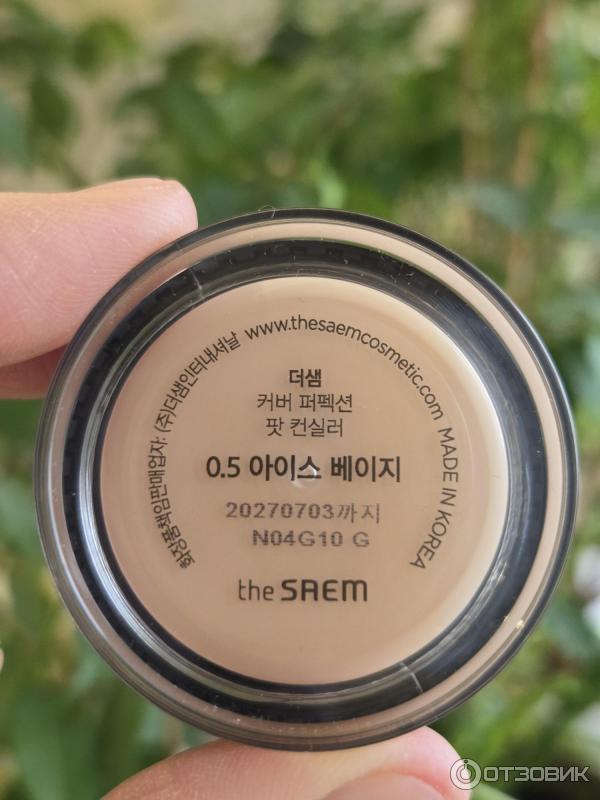 화장품책임판매업자: (주)더샘인터내셔날 www.thesaemcosmetic.com MADE IN KOREA
더샘
커버 퍼펙션
팟 컨실러
0.5 아이스 베이지
20270703까지
N04G10 G
the SAEM
ОТЗОВИК